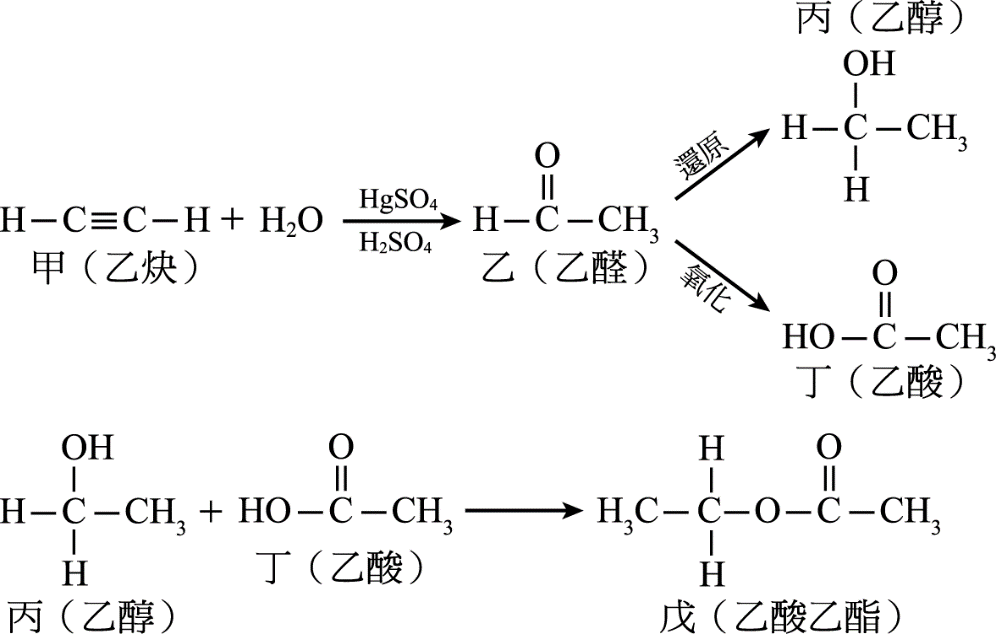 丙（乙醇）
OH
H－C－CH₃
H
O
H－C≡C－H + H₂O HgSO₄ H₂SO₄ H－C－CH₃
甲（乙炔）
乙（乙醛）
還原
氧化
O
HO－C－CH₃
丁（乙酸）
OH
H－C－CH₃
H
丙（乙醇）
+
O
HO－C－CH₃
丁（乙酸）
H O
H₃C－C－O－C－CH₃
H
戊（乙酸乙酯）